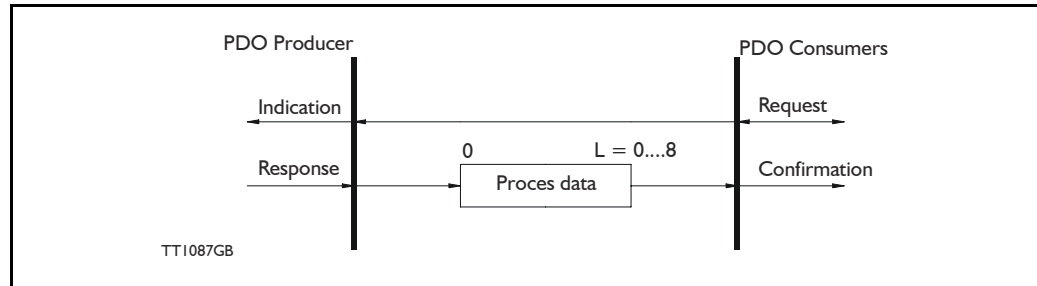 PDO Producer
PDO Consumers
Indication
Request
0
L = 0....8
Response
Proces data
Confirmation
TT1087GB